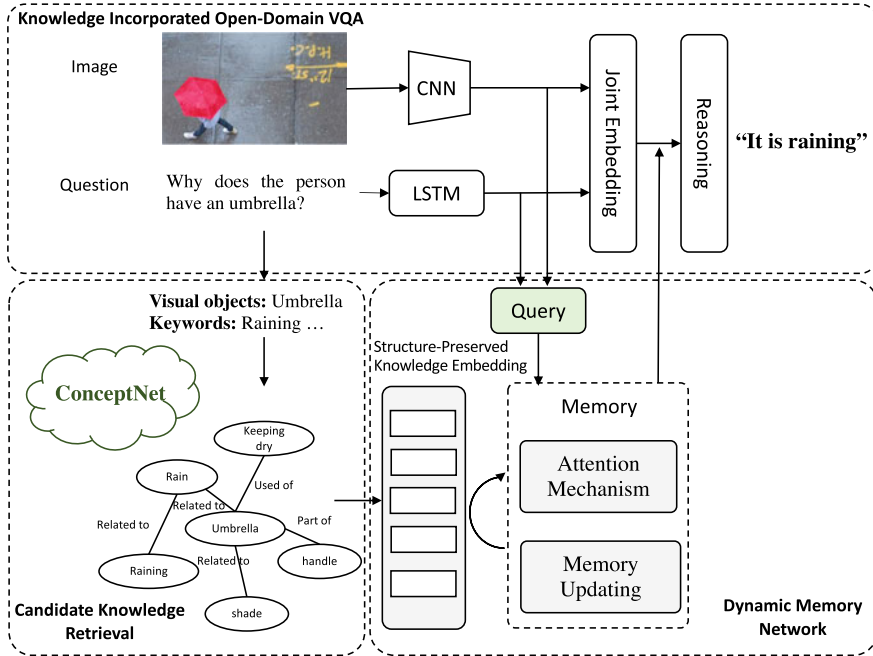 Knowledge Incorporated Open-Domain VQA
Image
H.P.C.
12" ST.
CNN
Joint Embedding
Reasoning
“It is raining”
Question
Why does the person
have an umbrella?
LSTM
Visual objects: Umbrella
Keywords: Raining …
ConceptNet
Keeping
dry
Rain
Used of
Related to
Umbrella
Part of
Related to
Raining
Related to
handle
shade
Candidate Knowledge
Retrieval
Query
Structure-Preserved
Knowledge Embedding
Memory
Attention
Mechanism
Memory
Updating
Dynamic Memory
Network